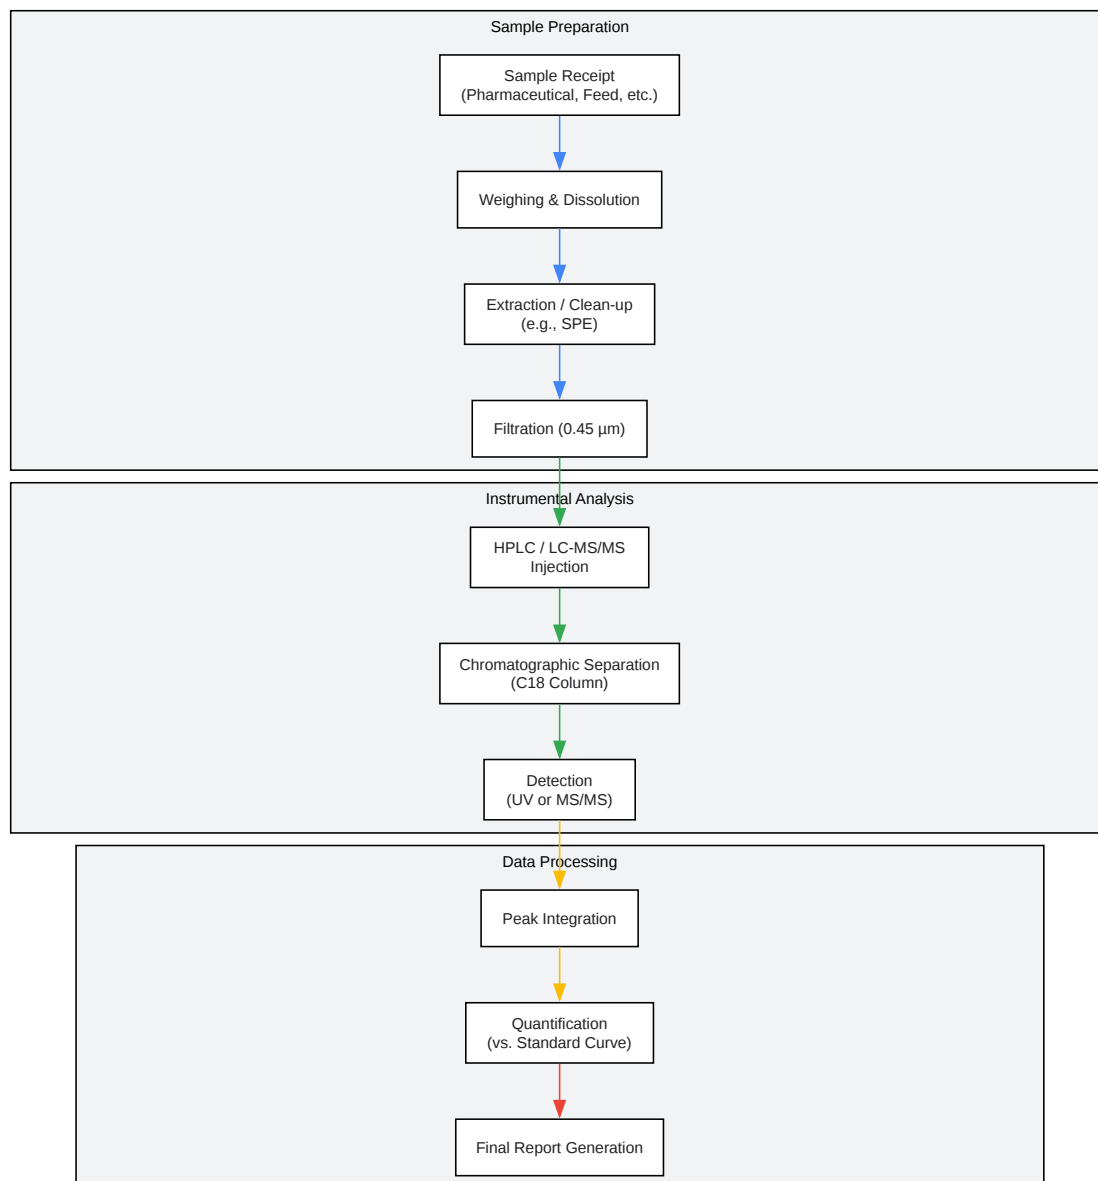 Sample Preparation
Sample Receipt
(Pharmaceutical, Feed, etc.)
Weighing & Dissolution
Extraction / Clean-up
(e.g., SPE)
Filtration (0.45 µm)
Instrumental Analysis
HPLC / LC-MS/MS
Injection
Chromatographic Separation
(C18 Column)
Detection
(UV or MS/MS)
Data Processing
Peak Integration
Quantification
(vs. Standard Curve)
Final Report Generation